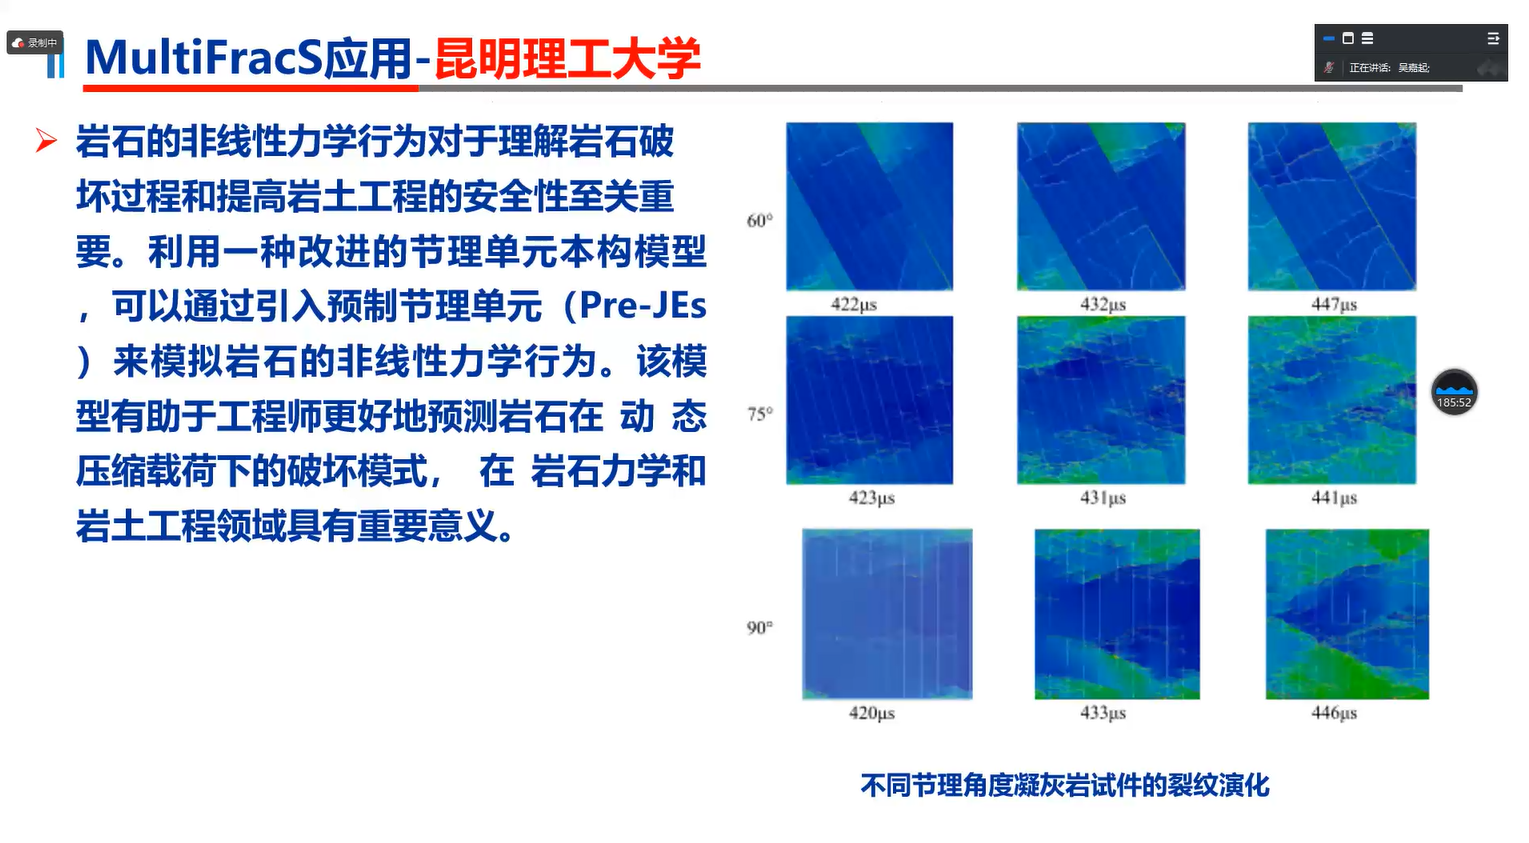 录制中
MultiFracS应用-昆明理工大学
正在讲话: 吴嘉起;
岩石的非线性力学行为对于理解岩石破
坏过程和提高岩土工程的安全性至关重
要。利用一种改进的节理单元本构模型
，可以通过引入预制节理单元（Pre-JEs
）来模拟岩石的非线性力学行为。该模
型有助于工程师更好地预测岩石在 动 态
压缩载荷下的破坏模式， 在 岩石力学和
岩土工程领域具有重要意义。
60°
422μs 432μs 447μs
75°
423μs 431μs 441μs
185:52
90°
420μs 433μs 446μs
不同节理角度凝灰岩试件的裂纹演化